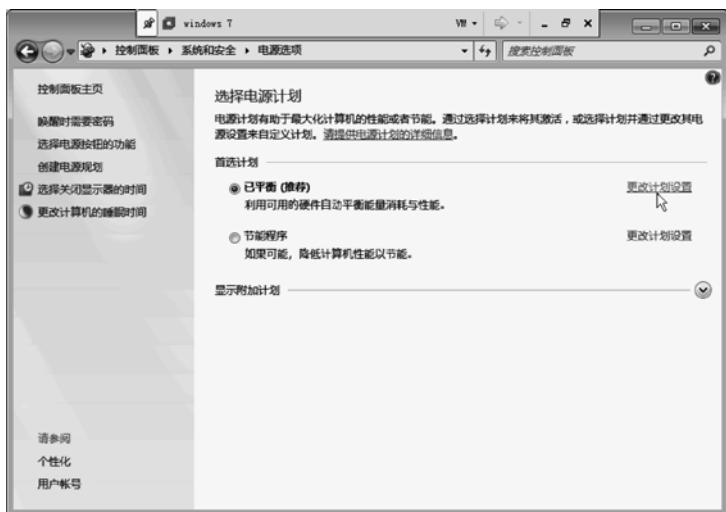 windows 7
VM
控制面板 系统和安全 电源选项
搜索控制面板
控制面板主页
唤醒时需要密码
选择电源按钮的功能
创建电源规划
选择关闭显示器的时间
更改计算机的睡眠时间
请参阅
个性化
用户帐号
选择电源计划
电源计划有助于最大化计算机的性能或者节能。通过选择计划来将其激活，或选择计划并通过更改其电
源设置来自定义计划。请提供电源计划的详细信息。
首选计划
已平衡 (推荐)
更改计划设置
利用可用的硬件自动平衡能量消耗与性能。
节能程序
更改计划设置
如果可能，降低计算机性能以节能。
显示附加计划